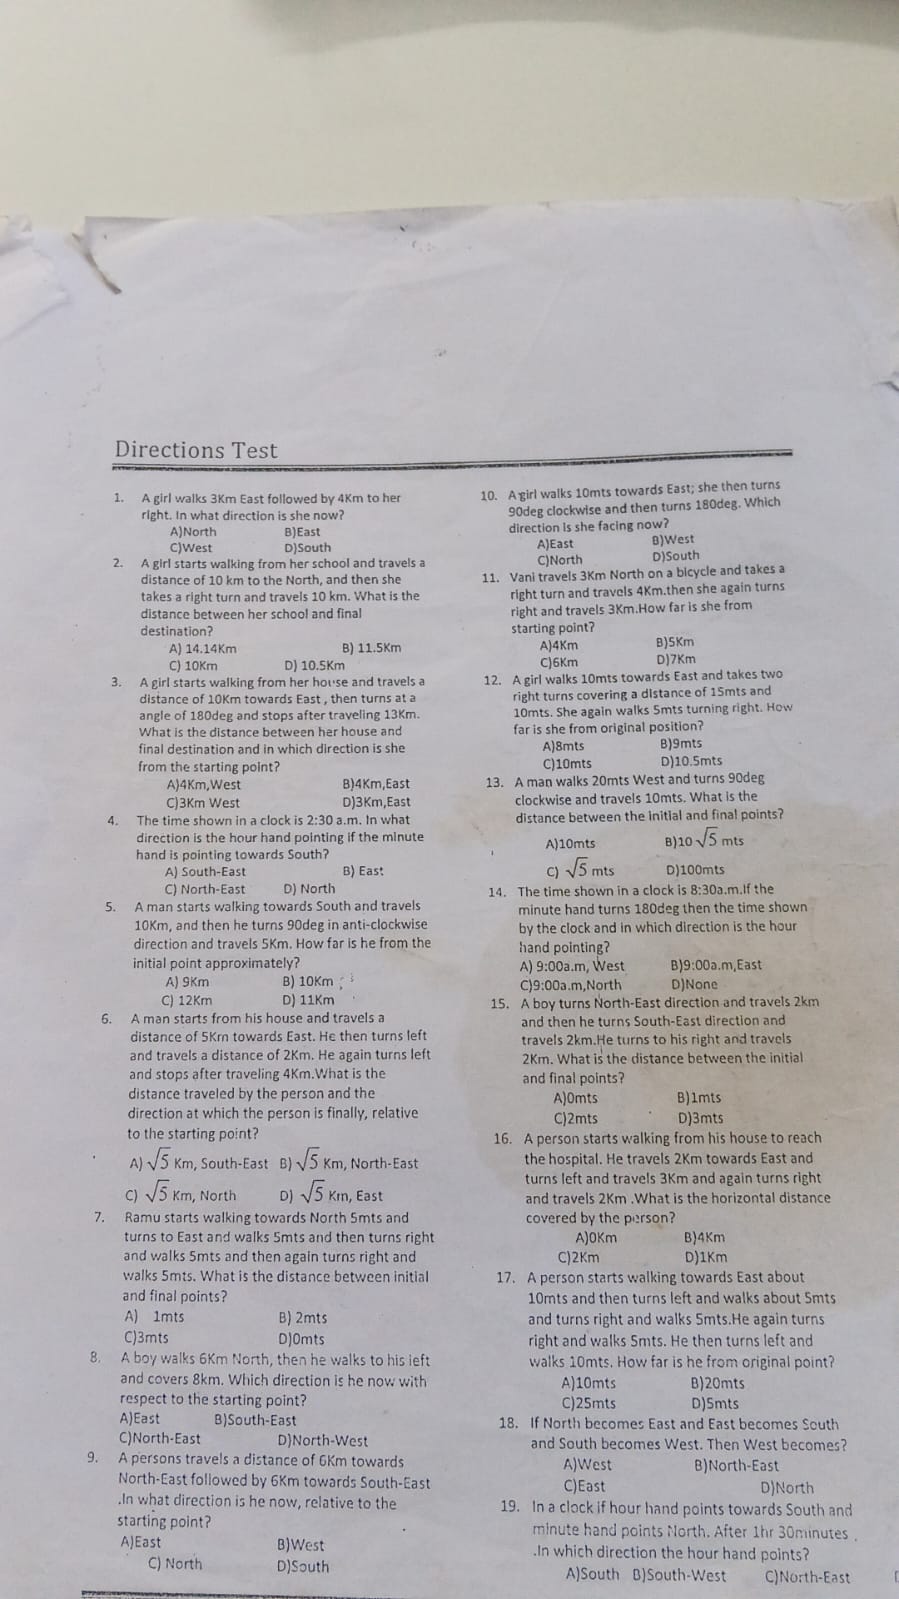 Directions Test
1. A girl walks 3Km East followed by 4Km to her
right. In what direction is she now?
A)North B)East
C)West D)South
2. A girl starts walking from her school and travels a
distance of 10 km to the North, and then she
takes a right turn and travels 10 km. What is the
distance between her school and final
destination?
A) 14.14Km B) 11.5Km
C) 10Km D) 10.5Km
3. A girl starts walking from her house and travels a
distance of 10Km towards East , then turns at a
angle of 180deg and stops after traveling 13Km.
What is the distance between her house and
final destination and in which direction is she
from the starting point?
A)4Km,West B)4Km,East
C)3Km West D)3Km,East
4. The time shown in a clock is 2:30 a.m. In what
direction is the hour hand pointing if the minute
hand is pointing towards South?
A) South-East B) East
C) North-East D) North
5. A man starts walking towards South and travels
10Km, and then he turns 90deg in anti-clockwise
direction and travels 5Km. How far is he from the
initial point approximately?
A) 9Km B) 10Km
C) 12Km D) 11Km
6. A man starts from his house and travels a
distance of 5Km towards East. He then turns left
and travels a distance of 2Km. He again turns left
and stops after traveling 4Km.What is the
distance traveled by the person and the
direction at which the person is finally, relative
to the starting point?
A) √5 Km, South-East B) √5 Km, North-East
C) √5 Km, North D) √5 Km, East
7. Ramu starts walking towards North 5mts and
turns to East and walks 5mts and then turns right
and walks 5mts and then again turns right and
walks 5mts. What is the distance between initial
and final points?
A) 1mts B) 2mts
C)3mts D)0mts
8. A boy walks 6Km North, then he walks to his left
and covers 8km. Which direction is he now with
respect to the starting point?
A)East B)South-East
C)North-East D)North-West
9. A persons travels a distance of 6Km towards
North-East followed by 6Km towards South-East
.In what direction is he now, relative to the
starting point?
A)East B)West
C) North D)South
10. A girl walks 10mts towards East; she then turns
90deg clockwise and then turns 180deg. Which
direction Is she facing now?
A)East B)West
C)North D)South
11. Vani travels 3Km North on a bicycle and takes a
right turn and travels 4Km.then she again turns
right and travels 3Km.How far is she from
starting point?
A)4Km B)5Km
C)6Km D)7Km
12. A girl walks 10mts towards East and takes two
right turns covering a distance of 15mts and
10mts. She again walks 5mts turning right. How
far is she from original position?
A)8mts B)9mts
C)10mts D)10.5mts
13. A man walks 20mts West and turns 90deg
clockwise and travels 10mts. What is the
distance between the initial and final points?
A)10mts B)10 √5 mts
C) √5 mts D)100mts
14. The time shown in a clock is 8:30a.m.If the
minute hand turns 180deg then the time shown
by the clock and in which direction is the hour
hand pointing?
A) 9:00a.m, West B)9:00a.m,East
C)9:00a.m,North D)None
15. A boy turns North-East direction and travels 2km
and then he turns South-East direction and
travels 2km.He turns to his right and travels
2Km. What is the distance between the initial
and final points?
A)0mts B)1mts
C)2mts D)3mts
16. A person starts walking from his house to reach
the hospital. He travels 2Km towards East and
turns left and travels 3Km and again turns right
and travels 2Km .What is the horizontal distance
covered by the person?
A)0Km B)4Km
C)2Km D)1Km
17. A person starts walking towards East about
10mts and then turns left and walks about 5mts
and turns right and walks 5mts.He again turns
right and walks 5mts. He then turns left and
walks 10mts. How far is he from original point?
A)10mts B)20mts
C)25mts D)5mts
18. If North becomes East and East becomes South
and South becomes West. Then West becomes?
A)West B)North-East
C)East D)North
19. In a clock if hour hand points towards South and
minute hand points North. After 1hr 30minutes .
.In which direction the hour hand points?
A)South B)South-West C)North-East